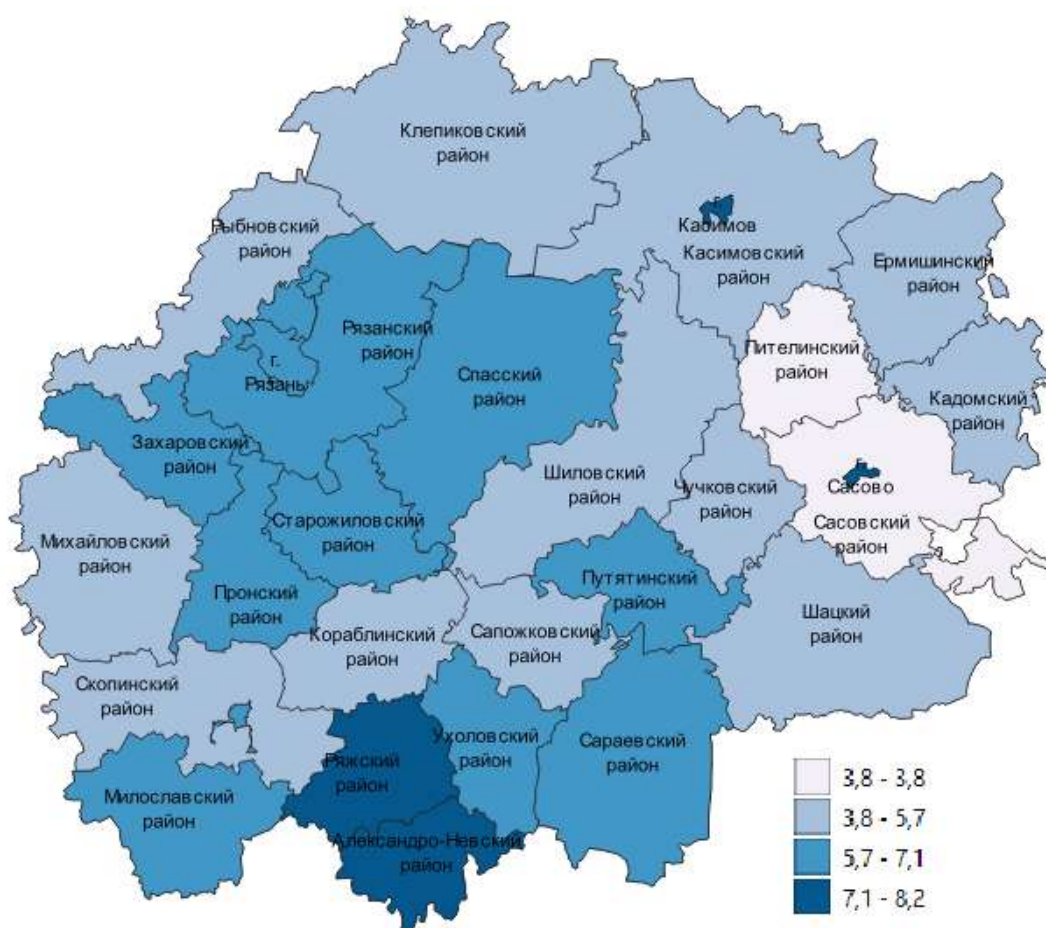 Клепиковский
район
Рыбновский
район
г.
Касимов
Касимовский
район
Ермишинский
район
Рязанский
район
г.
Рязань
Спасский
район
Пителинский
район
Кадомский
район
Захаровский
район
Шиловский
район
Чучковский
район
г.
Сасово
Сасовский
район
Старожиловский
район
Михайловский
район
Пронский
район
Путятинский
район
Шацкий
район
Кораблинский
район
Сапожковский
район
Скопинский
район
Ряжский
район
Ухоловский
район
Сараевский
район
Милославский
район
Александро-Невский
район
3,8 - 3,8
3,8 - 5,7
5,7 - 7,1
7,1 - 8,2